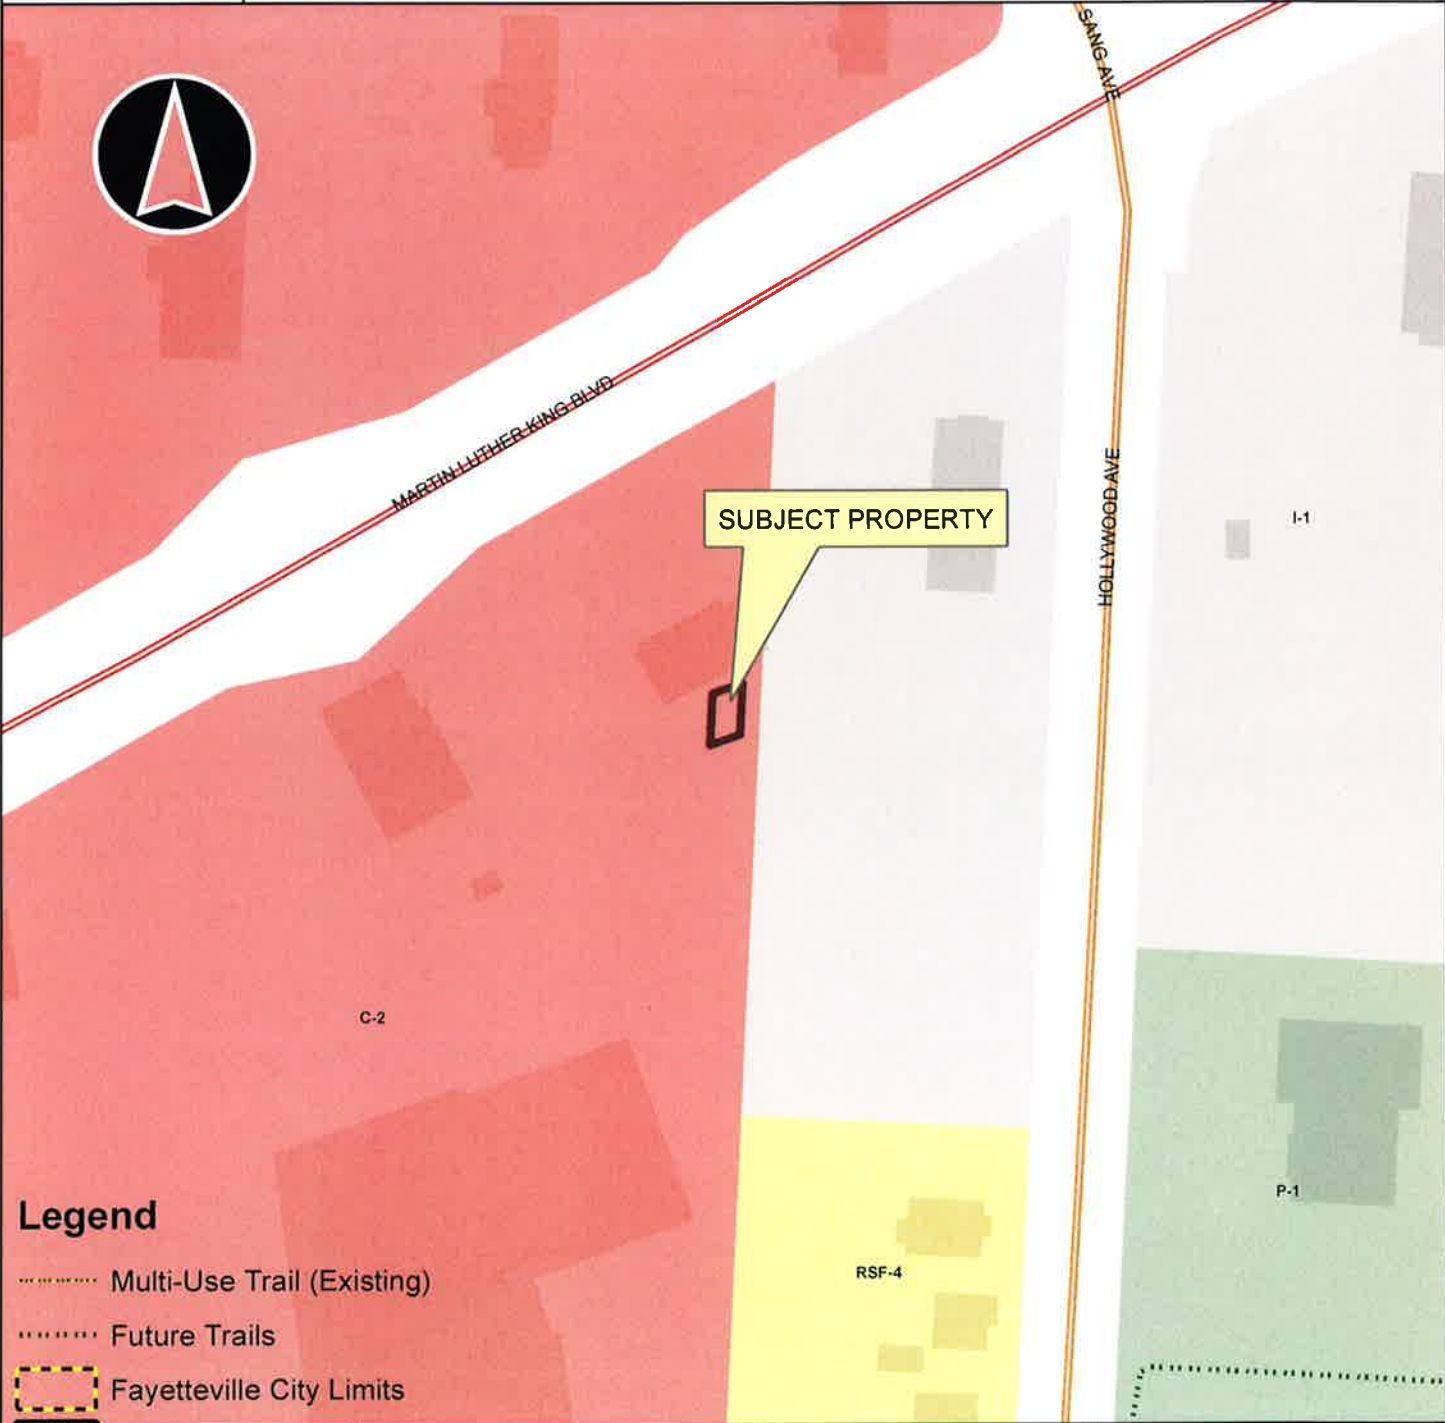 SANG AVE
MARTIN LUTHER KING BLVD
SUBJECT PROPERTY
HOLLYWOOD AVE
I-1
C-2
P-1
RSF-4
Legend
Multi-Use Trail (Existing)
Future Trails
Fayetteville City Limits